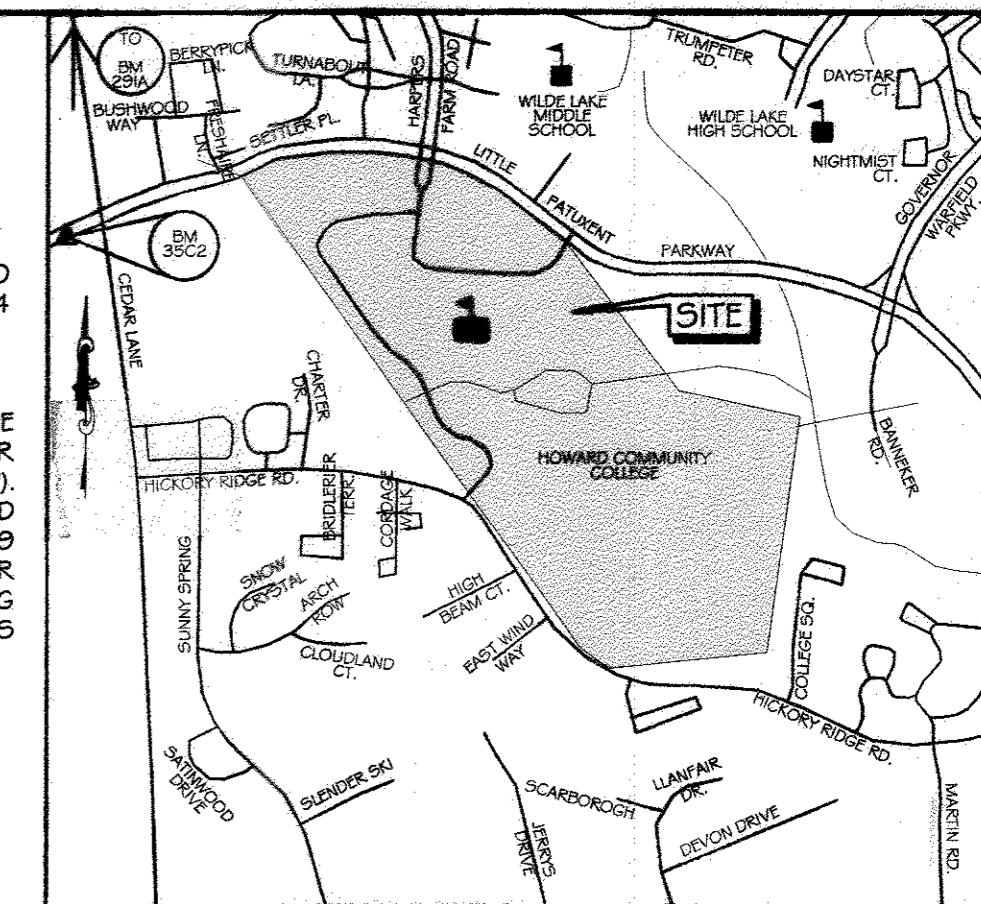 TO
BM
291A
BERRYPICK
LN.
BUSHWOOD
WAY
TURNABOUT
LA.
SETTLER PL.
HARPERS
FARM ROAD
WILDE LAKE
MIDDLE
SCHOOL
TRUMPETER
RD.
WILDE LAKE
HIGH SCHOOL
DAYSTAR
CT.
NIGHTMIST
CT.
GOVERNOR
WARFIELD
PKWY.
LITTLE
PATUXENT
PARKWAY
BM
35C2
CEDAR LANE
SITE
CHARTER
DR.
HOWARD COMMUNITY
COLLEGE
BANNEKER
RD.
HICKORY RIDGE RD.
BRIDLERIER
TERR.
CORDAGE
WALK
SUNNY SPRING
SNOW
CRYSTAL
ARCH
ROW
CLOUDLAND
CT.
HIGH
BEAM CT.
EAST WIND
WAY
COLLEGE SQ.
HICKORY RIDGE RD.
SATINWOOD
DRIVE
SLENDER SKI
JERRYS
DRIVE
SCARBOROGH
LLANFAIR
DR.
DEVON DRIVE
MARTIN RD.